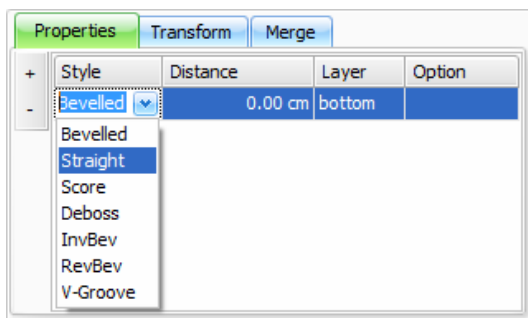 Properties Transform Merge
+ Style Distance Layer Option
- Bevelled 0.00 cm bottom
Bevelled
Straight
Score
Deboss
InvBev
RevBev
V-Groove